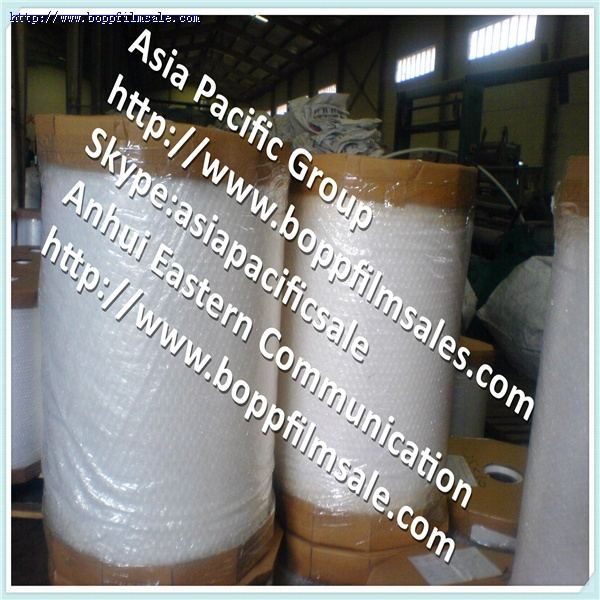 http://www.boppfilmsale.com
Asia Pacific Group
http://www.boppfilmsales.com
Skype:asiapacificsale
Anhui Eastern Communication
http://www.boppfilmsale.com